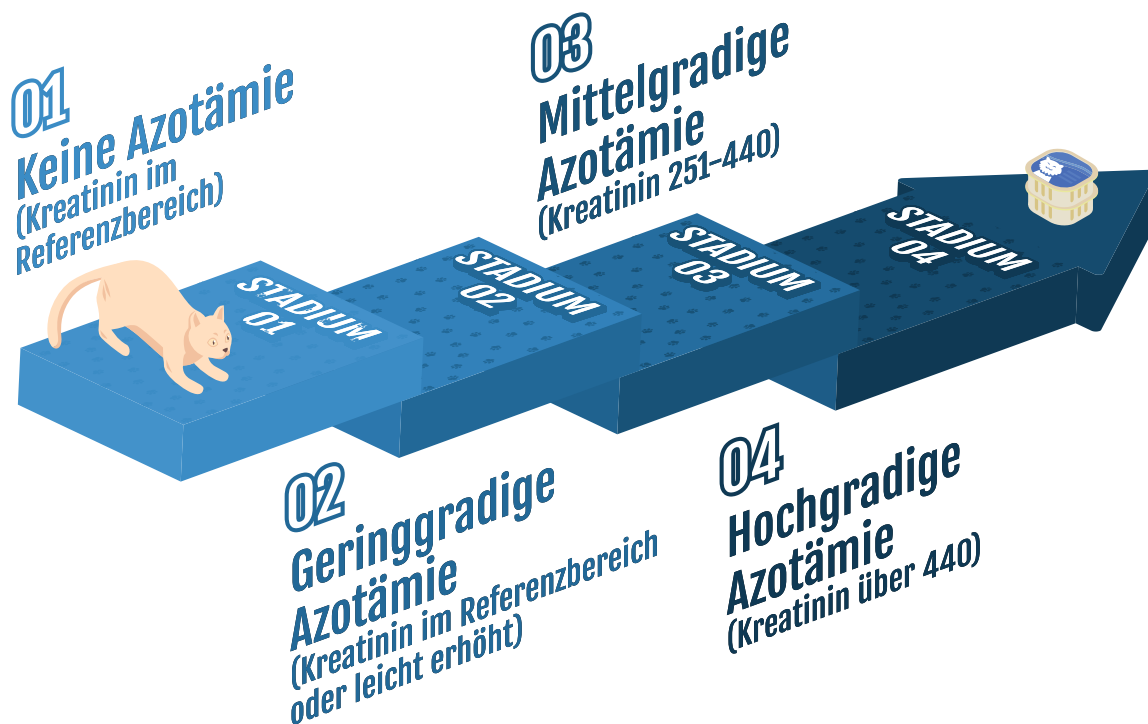 01
Keine Azotämie
(Kreatinin im
Referenzbereich)
STADIUM
01
02
Geringgradige
Azotämie
(Kreatinin im Referenzbereich
oder leicht erhöht)
STADIUM
02
03
Mittelgradige
Azotämie
(Kreatinin 251–440)
STADIUM
03
04
Hochgradige
Azotämie
(Kreatinin über 440)
STADIUM
04